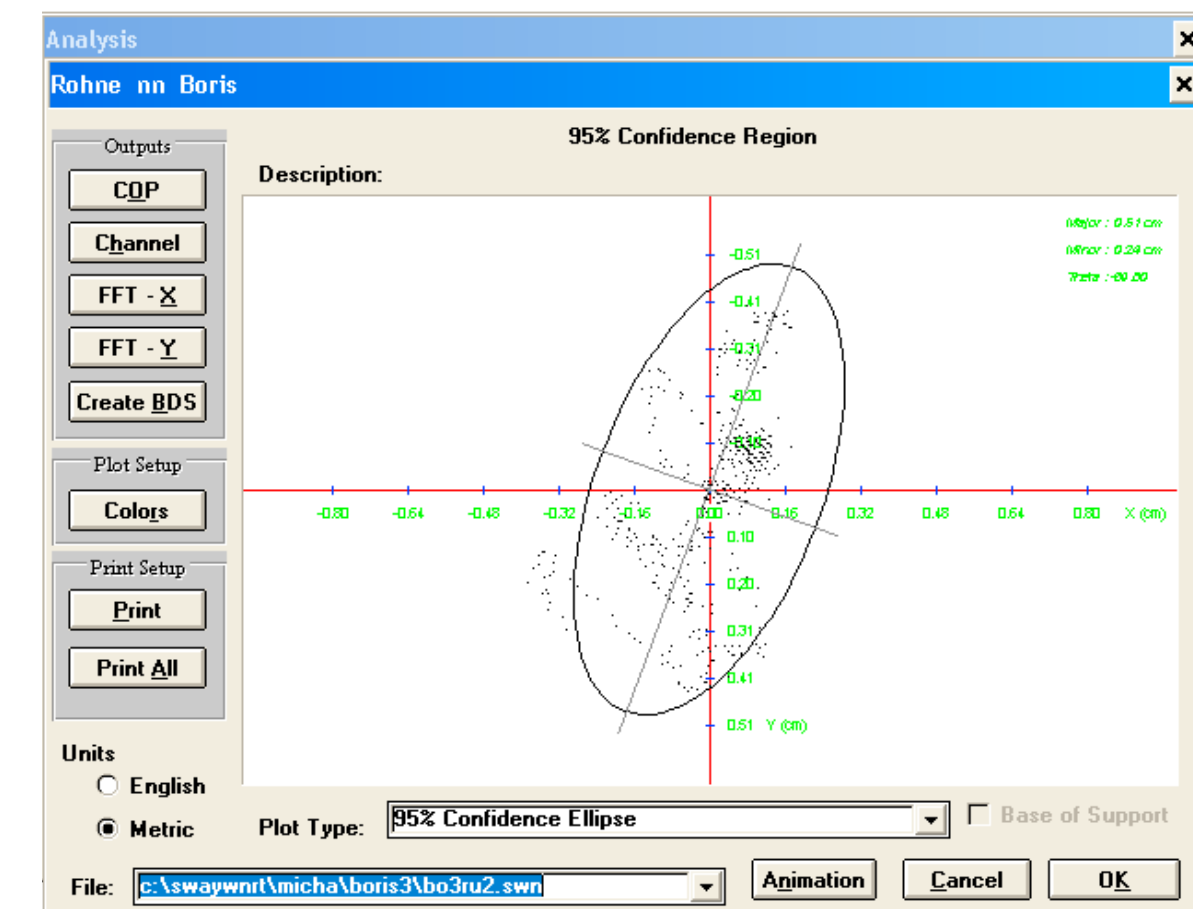 Analysis
Rohne nn Boris
Outputs
COP
Channel
FFT - X
FFT - Y
Create BDS
Plot Setup
Colors
Print Setup
Print
Print All
Units
English
Metric
95% Confidence Region
Description:
Major : 0.51 cm
Minor : 0.24 cm
-0.51
-0.41
-0.31
-0.20
-0.80 -0.64 -0.48 -0.32 -0.16 0.00 0.16 0.32 0.48 0.64 0.80 X (cm)
0.10
0.20
0.31
0.41
0.51 Y (cm)
Plot Type: 95% Confidence Ellipse
Base of Support
File: c:\swaywnrt\micha\boris3\bo3ru2.swn
Animation Cancel OK